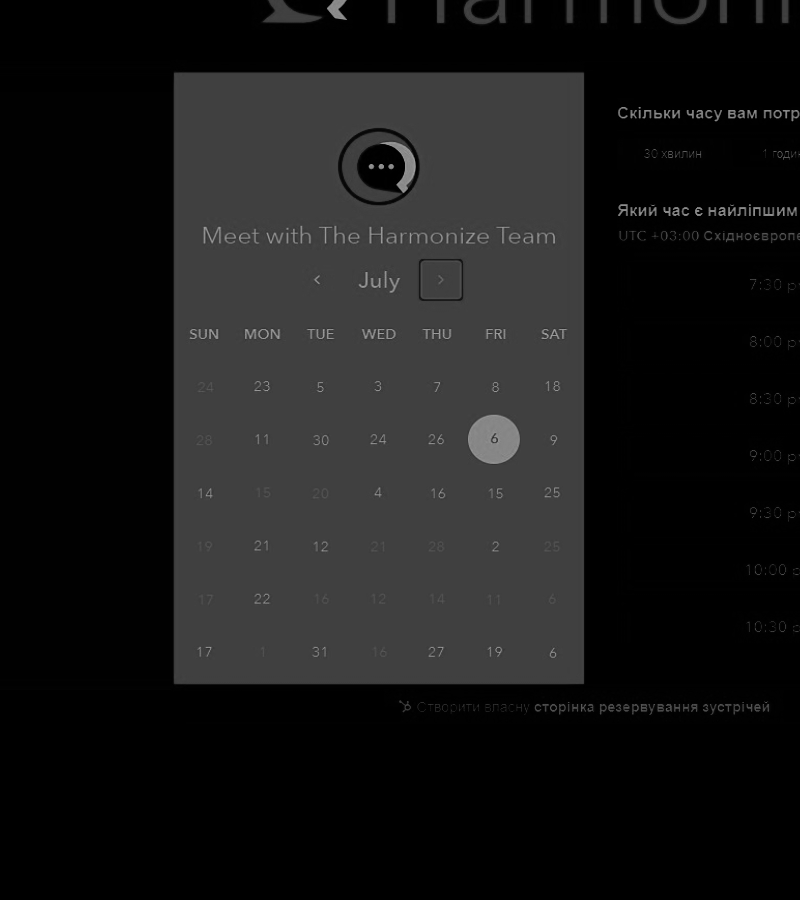 Harmoni
Meet with The Harmonize Team
July
SUN MON TUE WED THU FRI SAT
24 23 5 3 7 8 18
28 11 30 24 26 6 9
14 15 20 4 16 15 25
19 21 12 21 28 2 25
17 22 16 12 14 11 6
17 1 31 16 27 19 6
Скільки часу вам потр
30 хвилин 1 годи
Який час є найліпшим
UTC +03:00 Східноєвропе
7:30 р
8:00 р
8:30 р
9:00 р
9:30 р
10:00 р
10:30 р
Створити власну сторінка резервування зустрічей